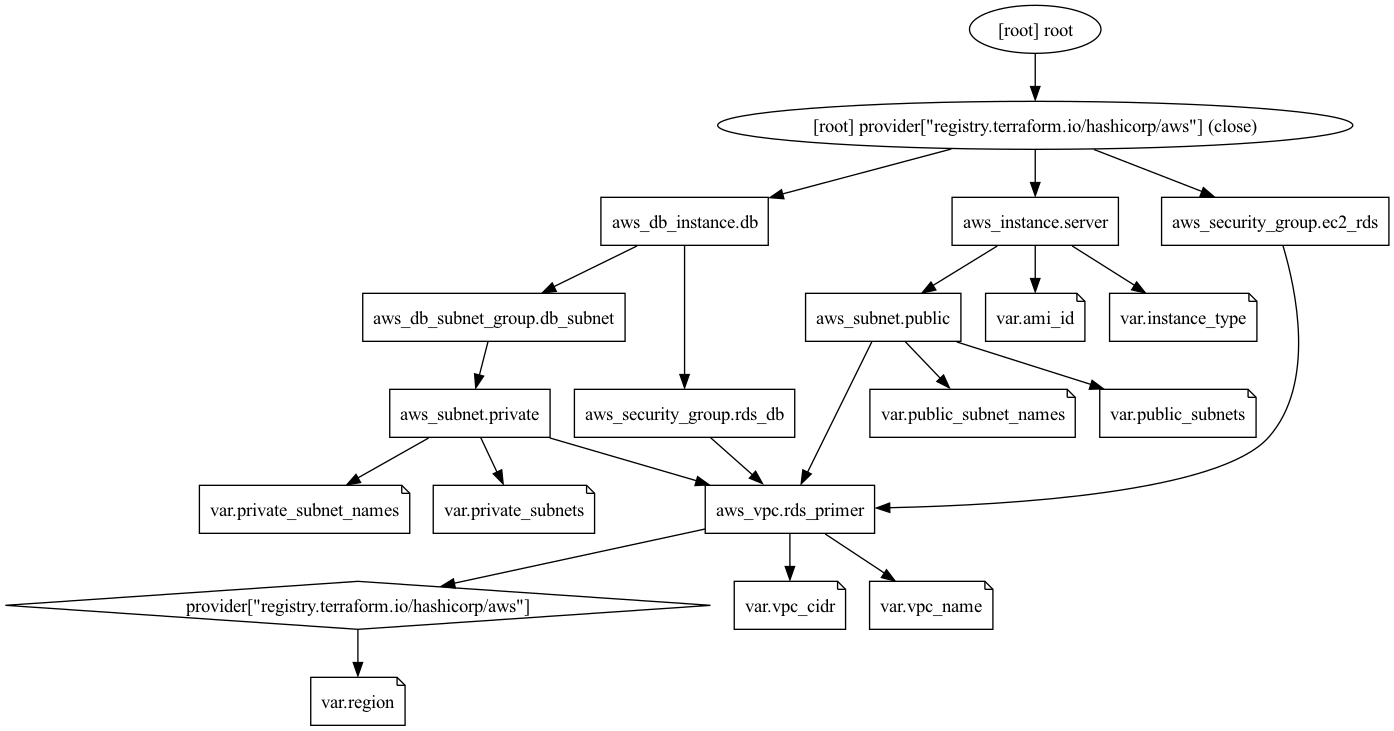 [root] root
[root] provider["registry.terraform.io/hashicorp/aws"] (close)
aws_db_instance.db
aws_instance.server
aws_security_group.ec2_rds
aws_db_subnet_group.db_subnet
aws_subnet.public
var.ami_id
var.instance_type
aws_subnet.private
aws_security_group.rds_db
var.public_subnet_names
var.public_subnets
var.private_subnet_names
var.private_subnets
aws_vpc.rds_primer
provider["registry.terraform.io/hashicorp/aws"]
var.vpc_cidr
var.vpc_name
var.region